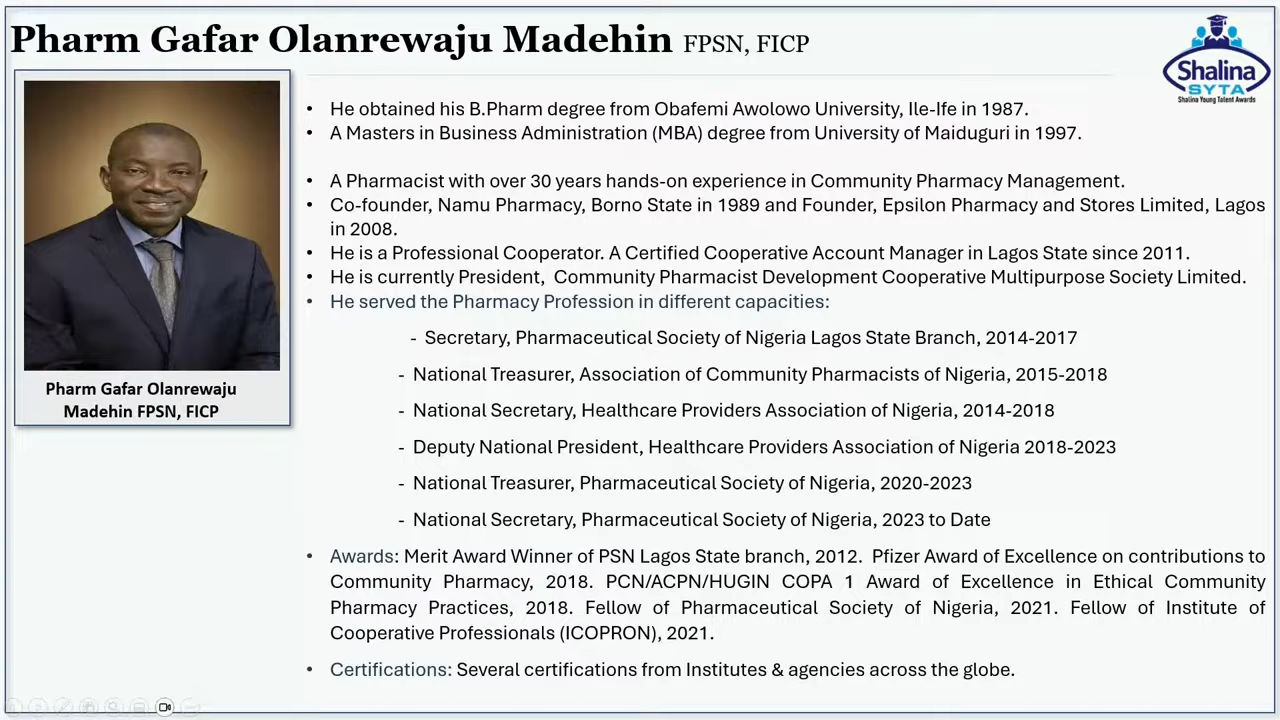 Pharm Gafar Olanrewaju Madehin FPSN, FICP
Shalina
SYTA
Shalina Young Talent Awards
Pharm Gafar Olanrewaju
Madehin FPSN, FICP
• He obtained his B.Pharm degree from Obafemi Awolowo University, Ile-Ife in 1987.
• A Masters in Business Administration (MBA) degree from University of Maiduguri in 1997.
• A Pharmacist with over 30 years hands-on experience in Community Pharmacy Management.
• Co-founder, Namu Pharmacy, Borno State in 1989 and Founder, Epsilon Pharmacy and Stores Limited, Lagos
in 2008.
• He is a Professional Cooperator. A Certified Cooperative Account Manager in Lagos State since 2011.
• He is currently President, Community Pharmacist Development Cooperative Multipurpose Society Limited.
• He served the Pharmacy Profession in different capacities:
- Secretary, Pharmaceutical Society of Nigeria Lagos State Branch, 2014-2017
- National Treasurer, Association of Community Pharmacists of Nigeria, 2015-2018
- National Secretary, Healthcare Providers Association of Nigeria, 2014-2018
- Deputy National President, Healthcare Providers Association of Nigeria 2018-2023
- National Treasurer, Pharmaceutical Society of Nigeria, 2020-2023
- National Secretary, Pharmaceutical Society of Nigeria, 2023 to Date
• Awards: Merit Award Winner of PSN Lagos State branch, 2012. Pfizer Award of Excellence on contributions to
Community Pharmacy, 2018. PCN/ACPN/HUGIN COPA 1 Award of Excellence in Ethical Community
Pharmacy Practices, 2018. Fellow of Pharmaceutical Society of Nigeria, 2021. Fellow of Institute of
Cooperative Professionals (ICOPRON), 2021.
• Certifications: Several certifications from Institutes & agencies across the globe.